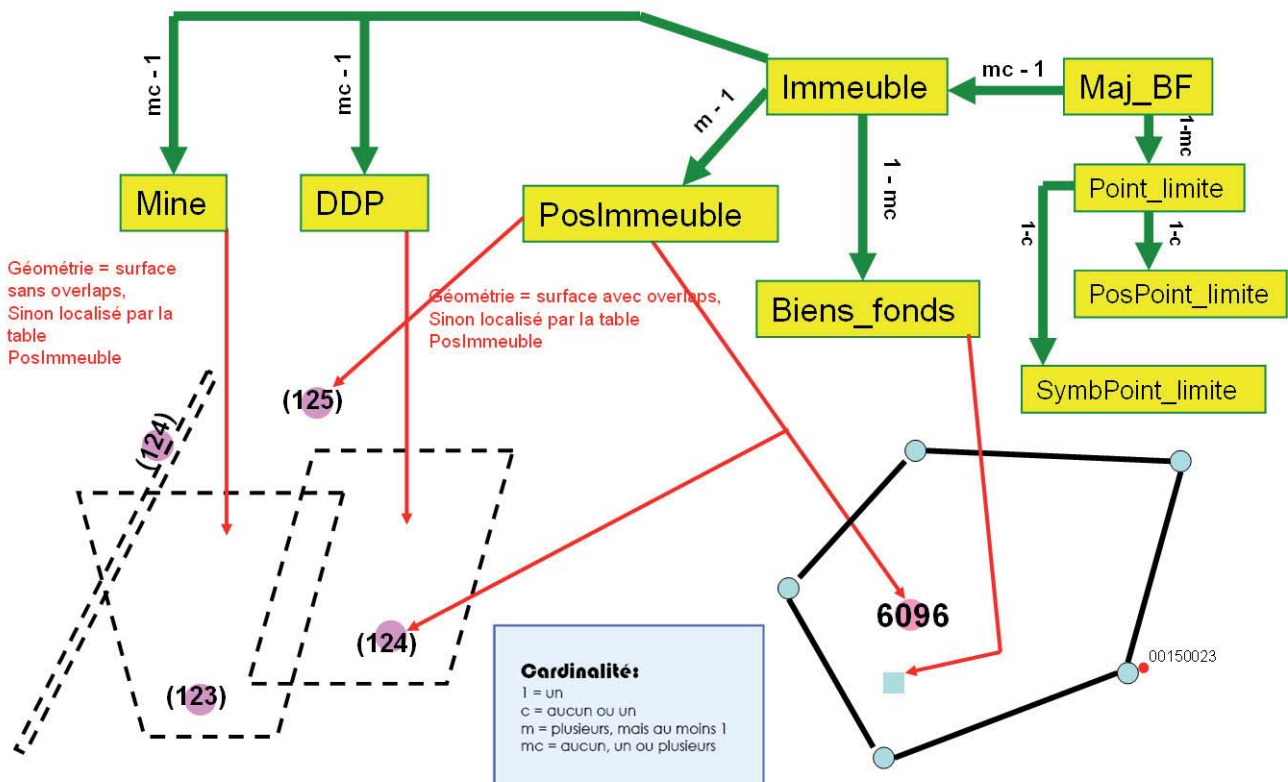 mc - 1
mc - 1
Immeuble
mc - 1
Maj_BF
m - 1
1-mc
Mine
DDP
PosImmeuble
1 - mc
Point_limite
1-c
1-c
Géométrie = surface
sans overlaps,
Sinon localisé par la
table
PosImmeuble
Géométrie = surface avec overlaps,
Sinon localisé par la table
PosImmeuble
Biens_fonds
PosPoint_limite
SymbPoint_limite
(125)
(124)
(124)
(123)
6096
00150023
Cardinalité:
1 = un
c = aucun ou un
m = plusieurs, mais au moins 1
mc = aucun, un ou plusieurs